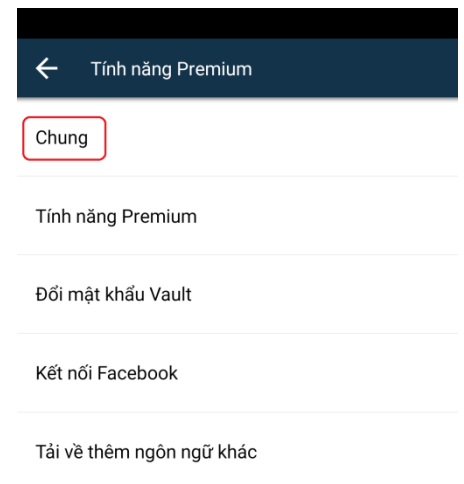 Tính năng Premium
Chung
Tính năng Premium
Đổi mật khẩu Vault
Kết nối Facebook
Tải về thêm ngôn ngữ khác